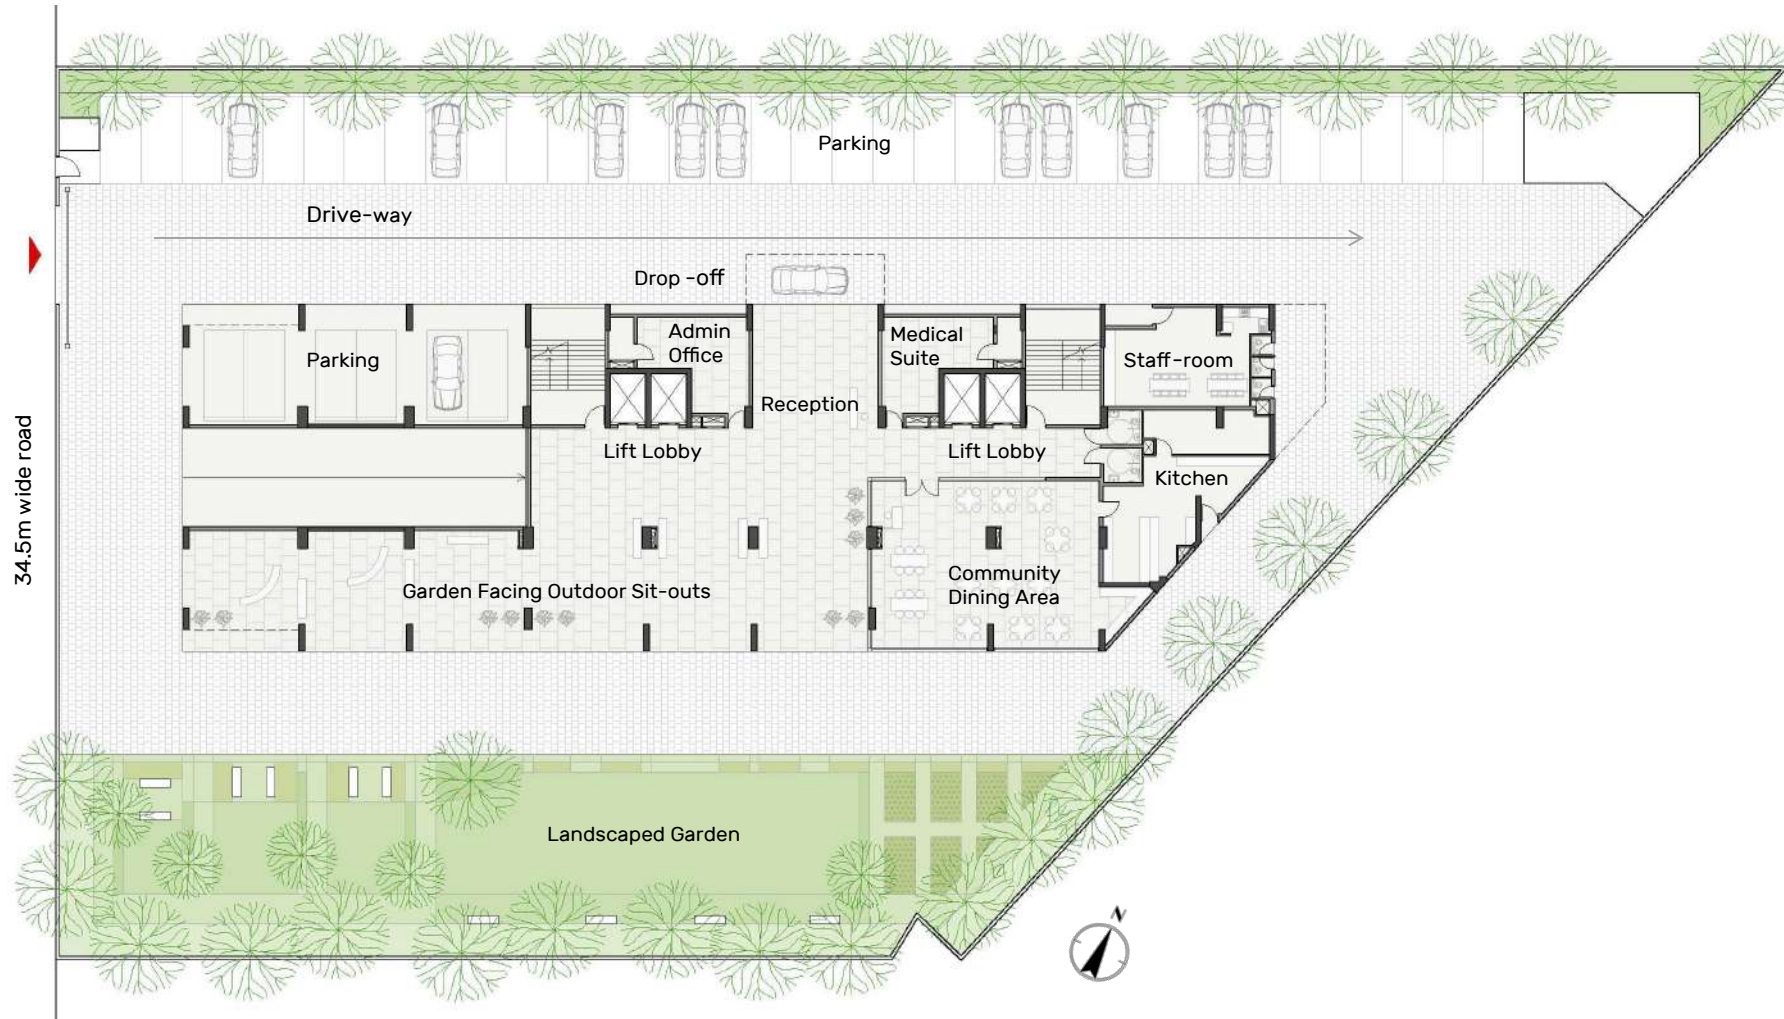 Parking
Drive-way
Drop -off
Admin
Office
Medical
Suite
Parking
Staff-room
Reception
Lift Lobby
Lift Lobby
Kitchen
34.5m wide road
Garden Facing Outdoor Sit-outs
Community
Dining Area
Landscaped Garden
N